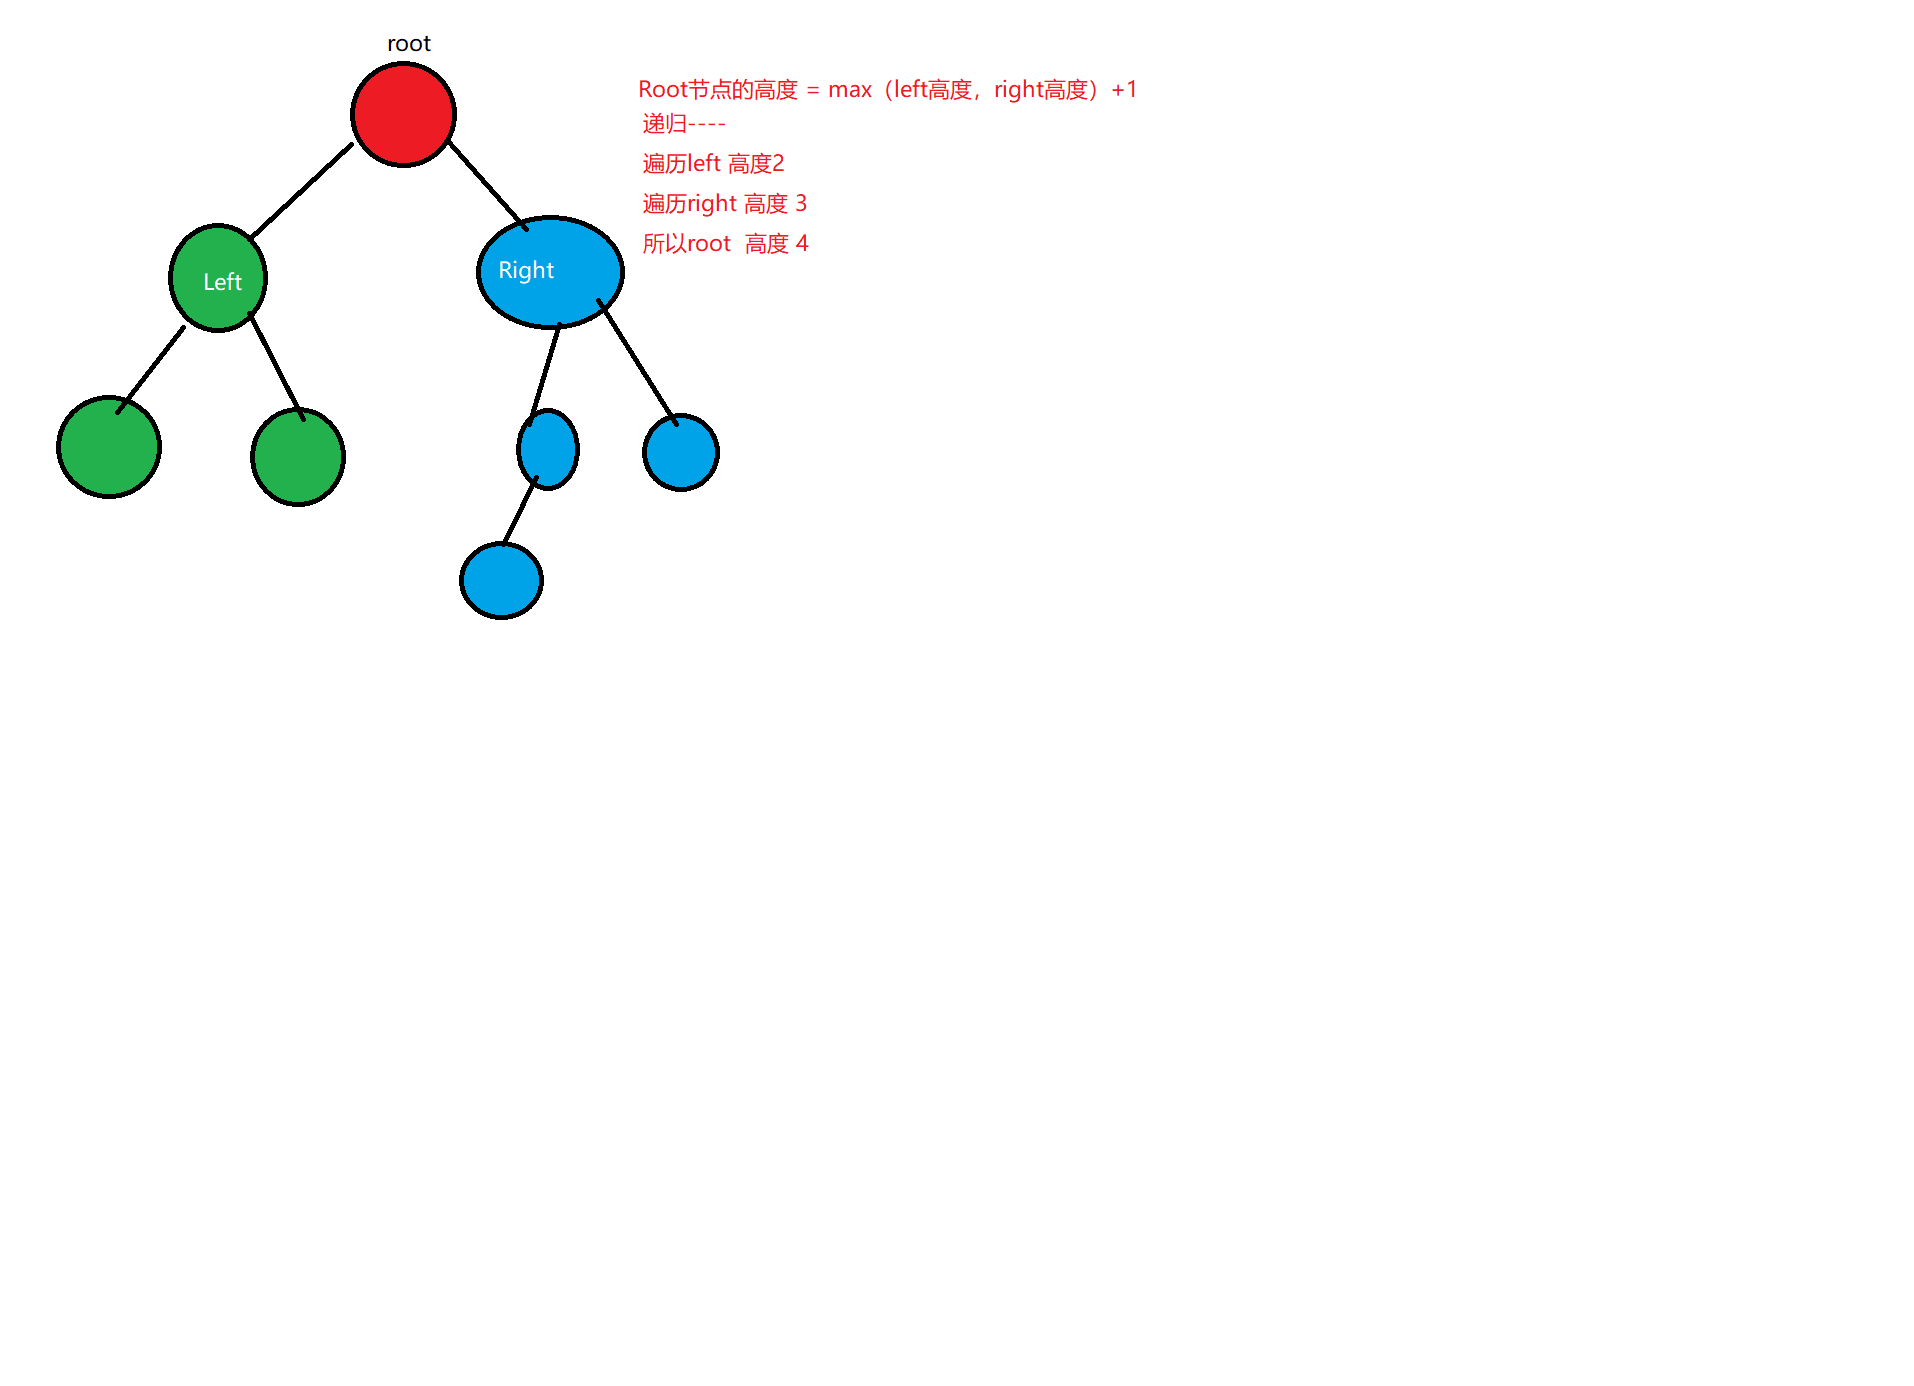 root
Root节点的高度 = max（left高度，right高度）+1
递归----
遍历left 高度2
遍历right 高度 3
所以root  高度 4
Left
Right